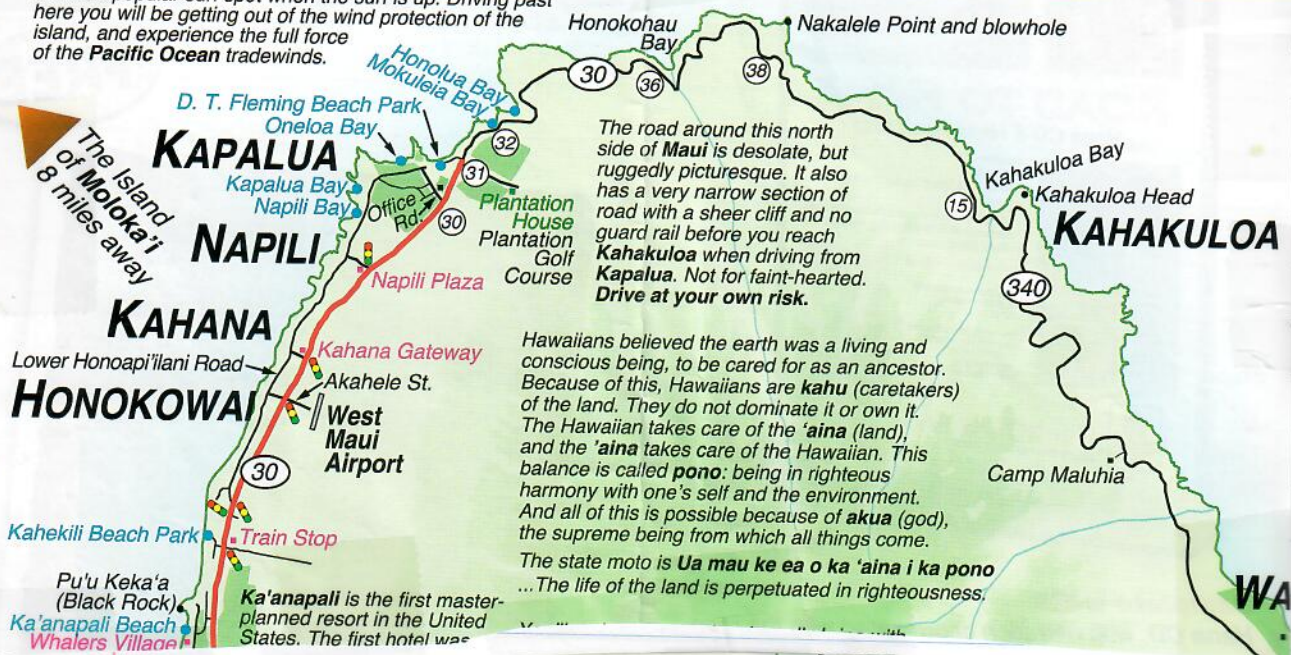 here you will be getting out of the wind protection of the
island, and experience the full force
of the Pacific Ocean tradewinds.
Honokohau
Bay
Nakalele Point and blowhole
30
36
38
Honolua Bay
Mokuleia Bay
D. T. Fleming Beach Park
Oneloa Bay
The Island
of Moloka'i
8 miles away
KAPALUA
32
31
Kapalua Bay
Napili Bay
Office
Rd.
30
Plantation
House
Plantation
Golf
Course
NAPILI
Napili Plaza
The road around this north
side of Maui is desolate, but
ruggedly picturesque. It also
has a very narrow section of
road with a sheer cliff and no
guard rail before you reach
Kahakuloa when driving from
Kapalua. Not for faint-hearted.
Drive at your own risk.
Kahakuloa Bay
Kahakuloa Head
15
KAHAKULOA
340
KAHANA
Kahana Gateway
Lower Honoapi'ilani Road
Akahele St.
HONOKOWAI
West
Maui
Airport
30
Hawaiians believed the earth was a living and
conscious being, to be cared for as an ancestor.
Because of this, Hawaiians are kahu (caretakers)
of the land. They do not dominate it or own it.
The Hawaiian takes care of the 'aina (land),
and the 'aina takes care of the Hawaiian. This
balance is called pono: being in righteous
harmony with one's self and the environment.
And all of this is possible because of akua (god),
the supreme being from which all things come.
The state moto is Ua mau ke ea o ka 'aina i ka pono
...The life of the land is perpetuated in righteousness.
Camp Maluhia
Kahekili Beach Park
Train Stop
Pu'u Keka'a
(Black Rock)
Ka'anapali Beach
Whalers Village
Ka'anapali is the first master-
planned resort in the United
States. The first hotel was
WA